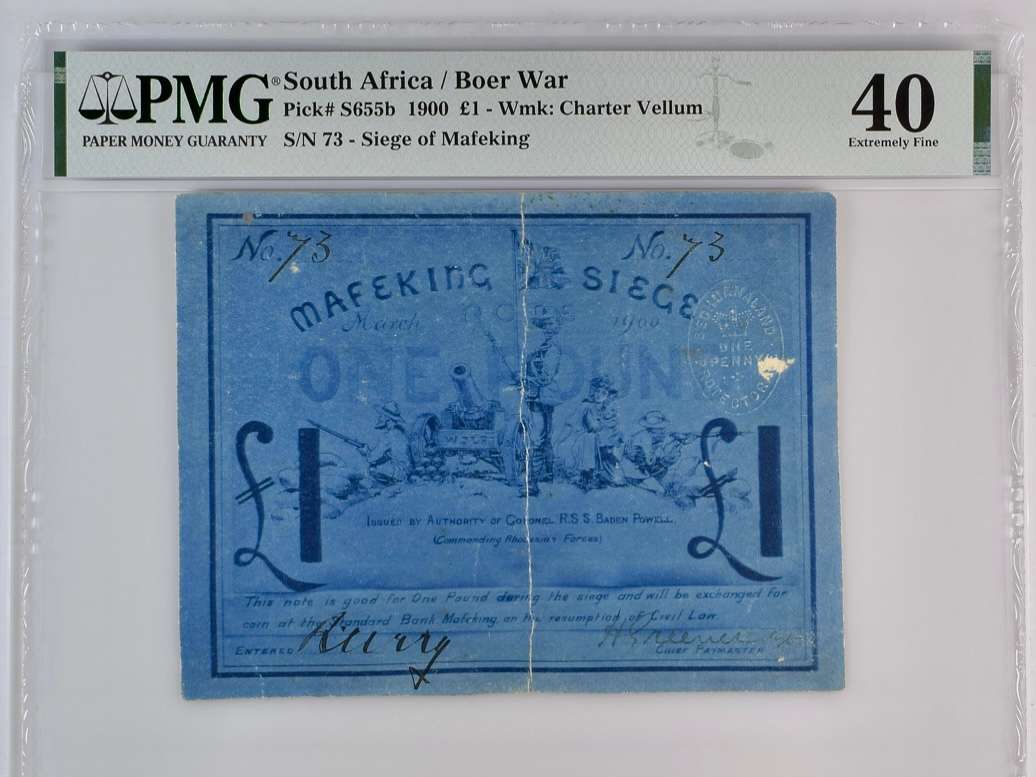 PMG® South Africa / Boer War
Pick# S655b 1900 £1 - Wmk: Charter Vellum
PAPER MONEY GUARANTY S/N 73 - Siege of Mafeking
40
Extremely Fine
No. 73 No. 73
MAFEKING SIEGE
March 1900
ONE POUND
BECHUANALAND
ONE
PENNY
PROTECTORATE
£1 £1
ISSUED BY AUTHORITY OF COLONEL R.S.S. BADEN POWELL.
(Commanding Rhodesian Forces)
This note is good for One Pound during the siege and will be exchanged for
coin at the Standard Bank Mafeking on the resumption of Civil Law
ENTERED
CHIEF PAYMASTER